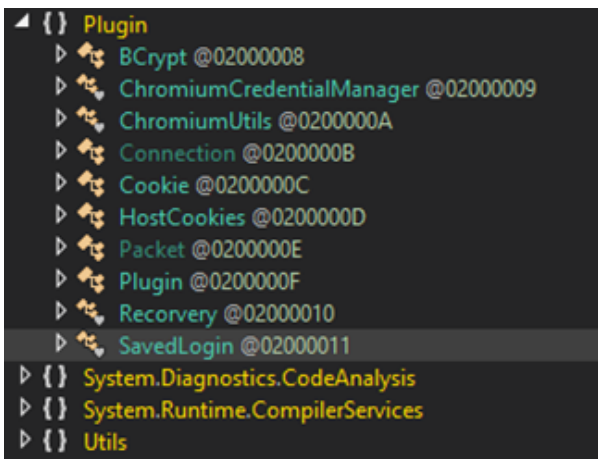 { } Plugin
BCrypt @02000008
ChromiumCredentialManager @02000009
ChromiumUtils @0200000A
Connection @0200000B
Cookie @0200000C
HostCookies @0200000D
Packet @0200000E
Plugin @0200000F
Recorvery @02000010
SavedLogin @02000011
{ } System.Diagnostics.CodeAnalysis
{ } System.Runtime.CompilerServices
{ } Utils